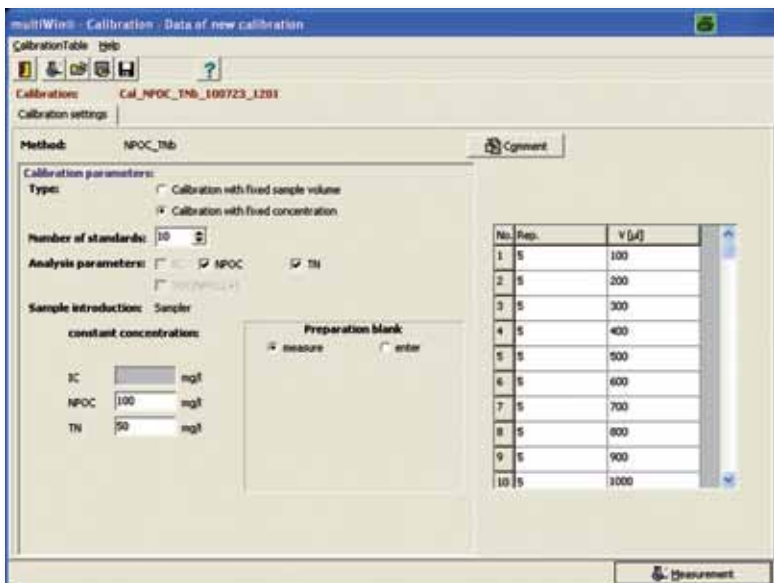 multiWin® - Calibration - Data of new calibration
CalibrationTable Help
?
Calibration: Cal_NPOC_TNb_100723_1201
Calibration settings
Method: NPOC_TNb
Comment
Calibration parameters:
Type: Calibration with fixed sample volume
Calibration with fixed concentration
Number of standards: 10
Analysis parameters: IC NPOC TN
Sample introduction: Sampler
constant concentration:
IC mg/l
NPOC 100 mg/l
TN 50 mg/l
Preparation blank
measure enter
No. Rep. V [µl]
1 5 100
2 5 200
3 5 300
4 5 400
5 5 500
6 5 600
7 5 700
8 5 800
9 5 900
10 5 1000
Measurement